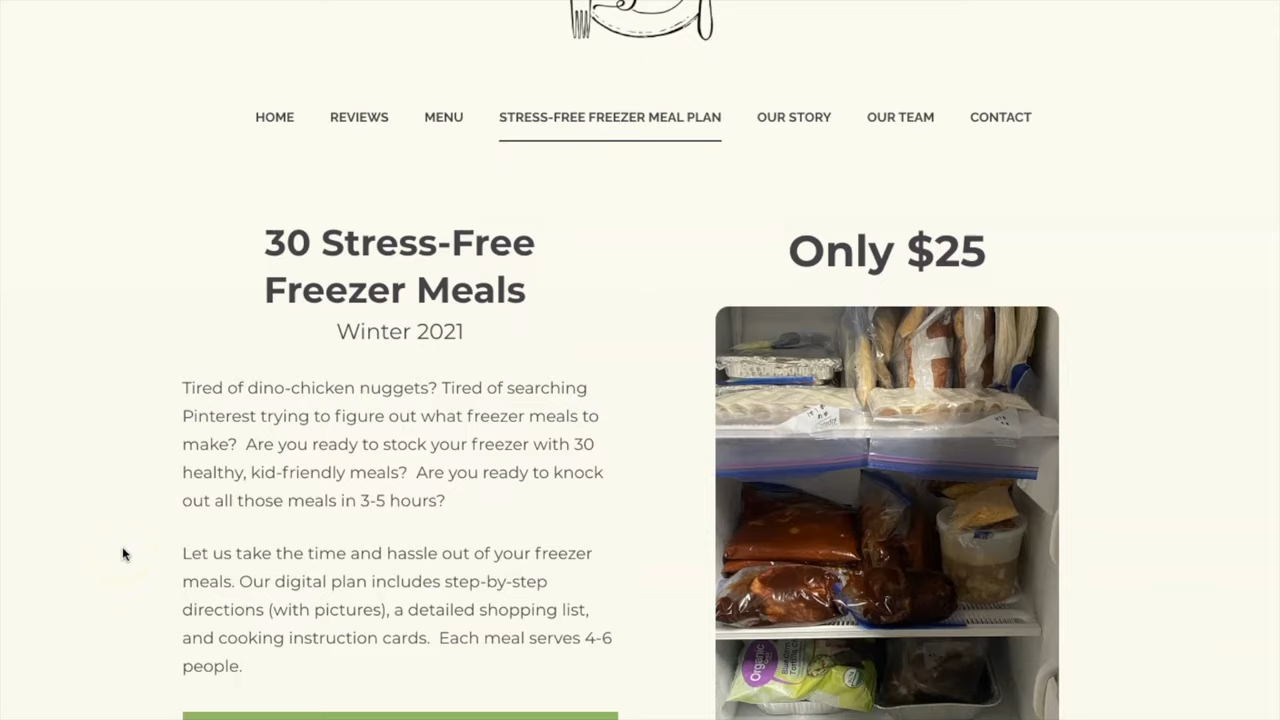 HOME REVIEWS MENU STRESS-FREE FREEZER MEAL PLAN OUR STORY OUR TEAM CONTACT
30 Stress-Free
Freezer Meals
Winter 2021
Tired of dino-chicken nuggets? Tired of searching
Pinterest trying to figure out what freezer meals to
make?  Are you ready to stock your freezer with 30
healthy, kid-friendly meals?  Are you ready to knock
out all those meals in 3-5 hours?
Let us take the time and hassle out of your freezer
meals. Our digital plan includes step-by-step
directions (with pictures), a detailed shopping list,
and cooking instruction cards.  Each meal serves 4-6
people.
Only $25
Organic